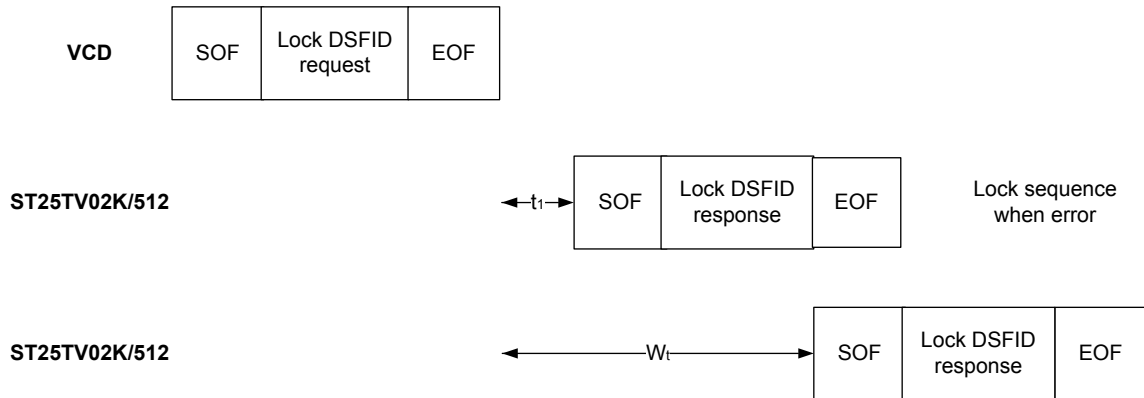 VCD
SOF
Lock DSFID
request
EOF
ST25TV02K/512
t1
SOF
Lock DSFID
response
EOF
Lock sequence
when error
ST25TV02K/512
Wt
SOF
Lock DSFID
response
EOF